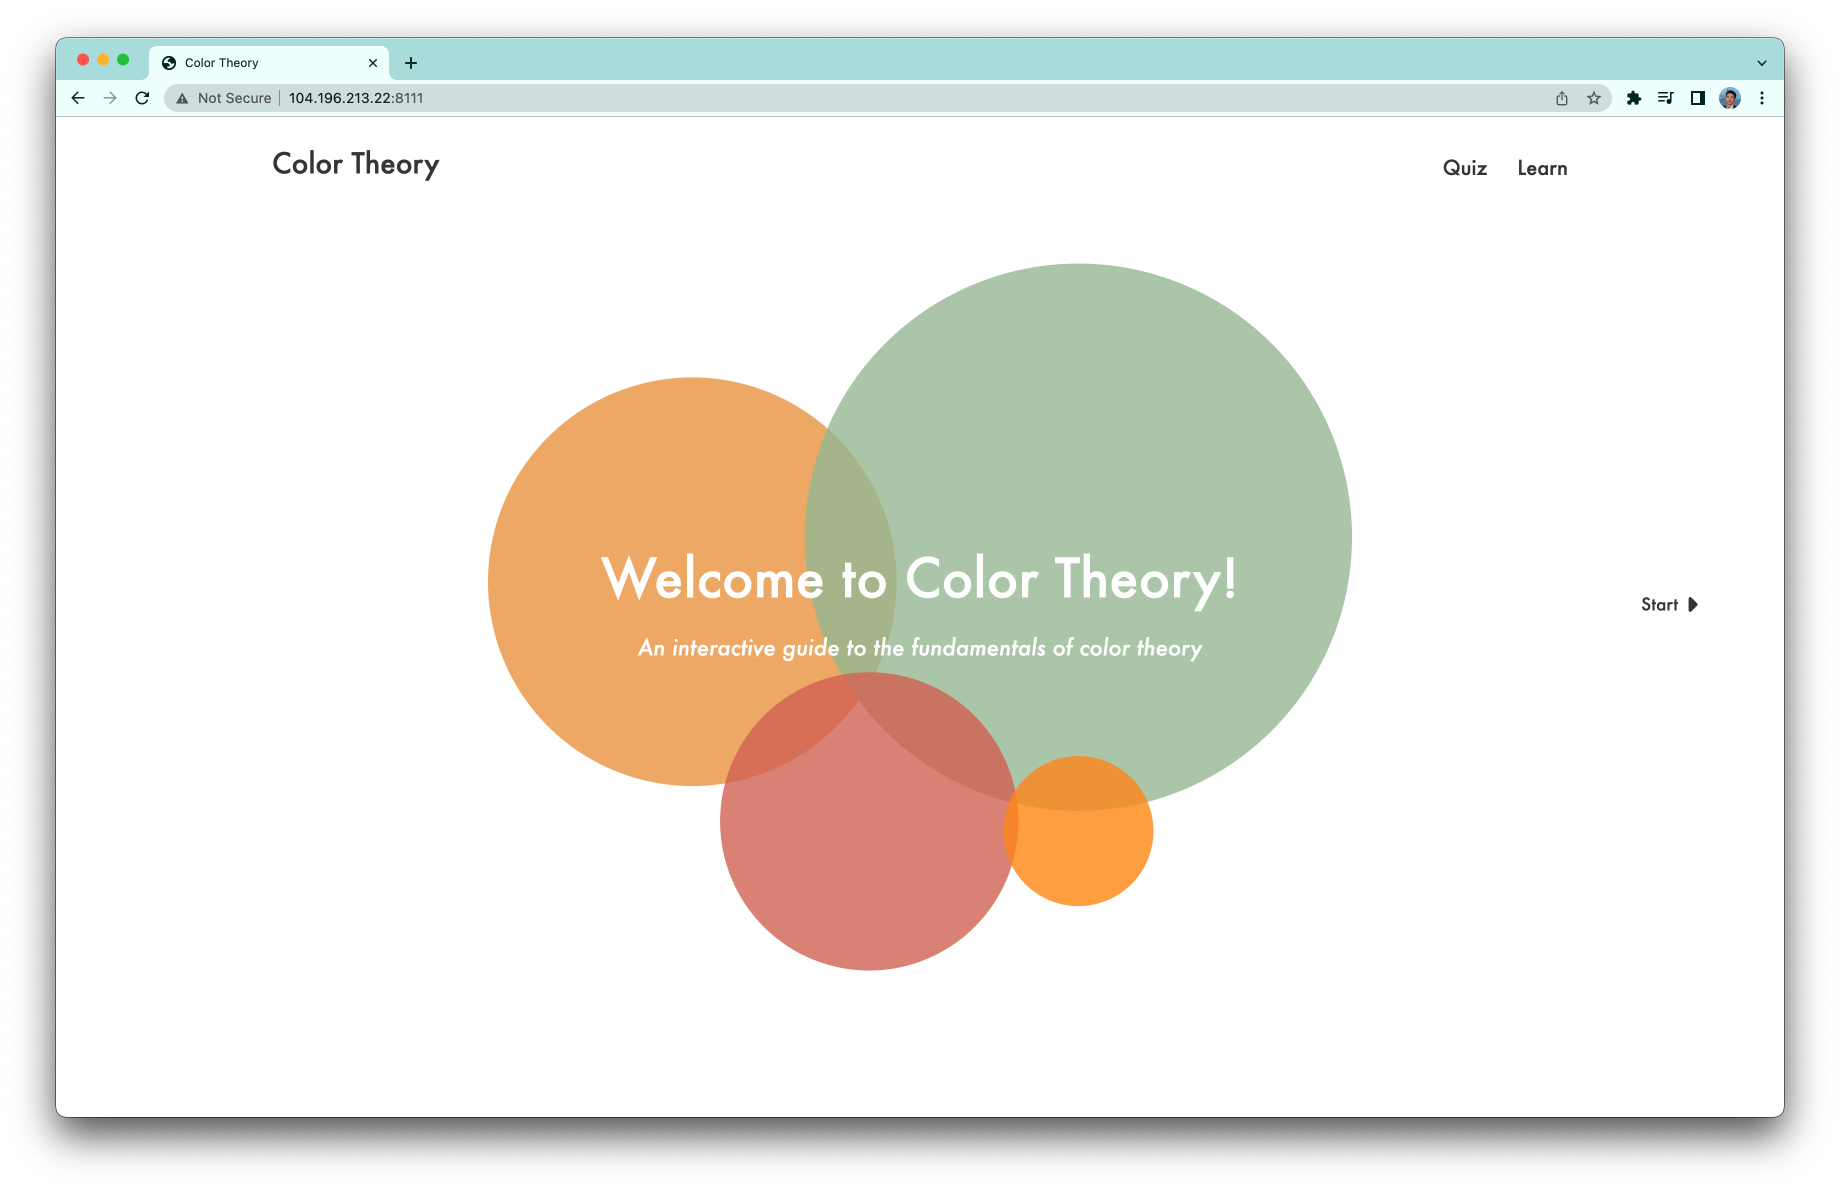 Color Theory
Not Secure
104.196.213.22:8111
Color Theory
Quiz
Learn
Welcome to Color Theory!
An interactive guide to the fundamentals of color theory
Start